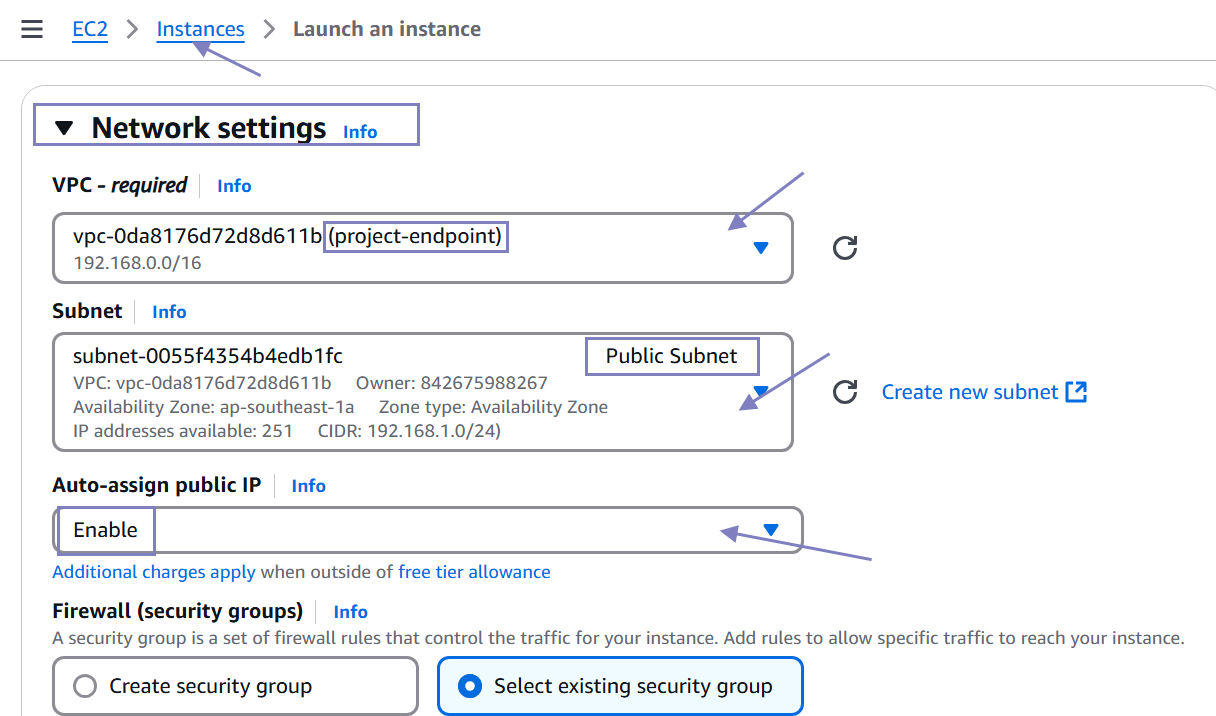 EC2 > Instances > Launch an instance
Network settings Info
VPC - required Info
vpc-0da8176d72d8d611b (project-endpoint)
192.168.0.0/16
Subnet Info
subnet-0055f4354b4edb1fc Public Subnet
VPC: vpc-0da8176d72d8d611b Owner: 842675988267
Availability Zone: ap-southeast-1a Zone type: Availability Zone
IP addresses available: 251 CIDR: 192.168.1.0/24)
Create new subnet
Auto-assign public IP Info
Enable
Additional charges apply when outside of free tier allowance
Firewall (security groups) Info
A security group is a set of firewall rules that control the traffic for your instance. Add rules to allow specific traffic to reach your instance.
Create security group
Select existing security group